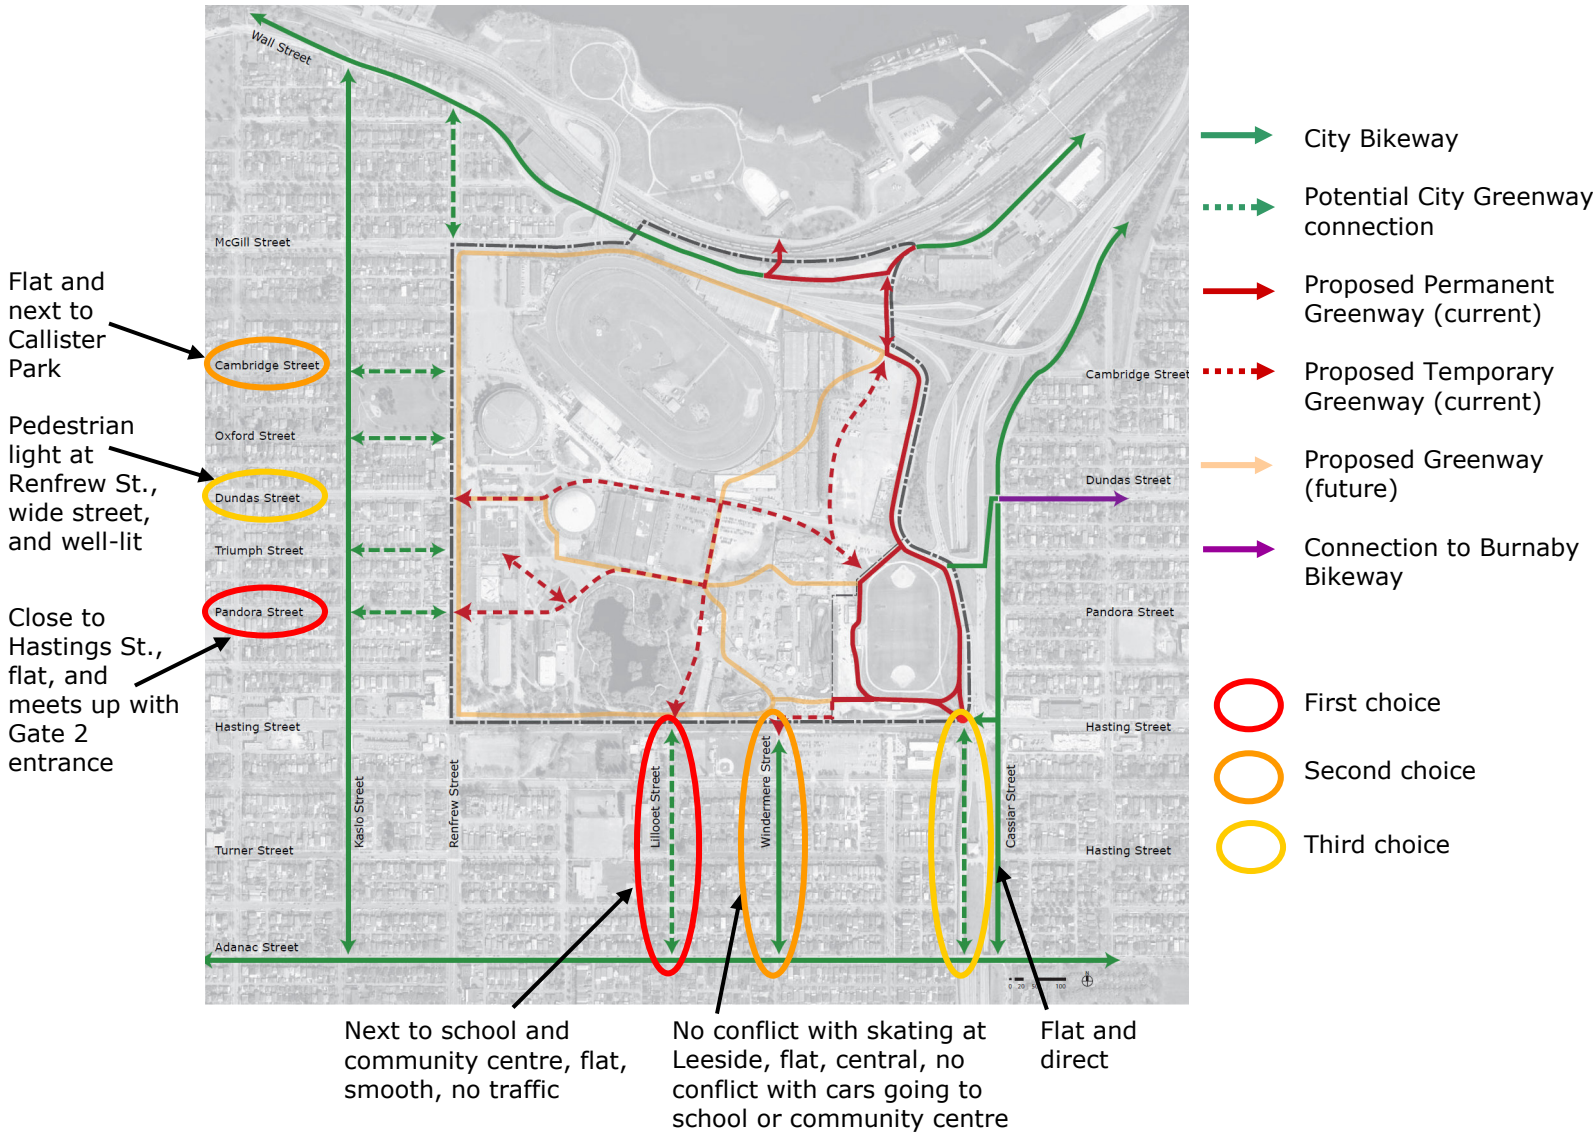 Wall Street
McGill Street
Flat and
next to
Callister
Park
Cambridge Street
Oxford Street
Pedestrian
light at
Renfrew St.,
wide street,
and well-lit
Dundas Street
Triumph Street
Pandora Street
Close to
Hastings St.,
flat, and
meets up with
Gate 2
entrance
Hasting Street
Turner Street
Adanac Street
Kaslo Street
Renfrew Street
Lillooet Street
Windermere Street
Cassiar Street
Cambridge Street
Dundas Street
Pandora Street
Hasting Street
Hasting Street
0 20 50 100
City Bikeway
Potential City Greenway
connection
Proposed Permanent
Greenway (current)
Proposed Temporary
Greenway (current)
Proposed Greenway
(future)
Connection to Burnaby
Bikeway
First choice
Second choice
Third choice
Next to school and
community centre, flat,
smooth, no traffic
No conflict with skating at
Leeside, flat, central, no
conflict with cars going to
school or community centre
Flat and
direct